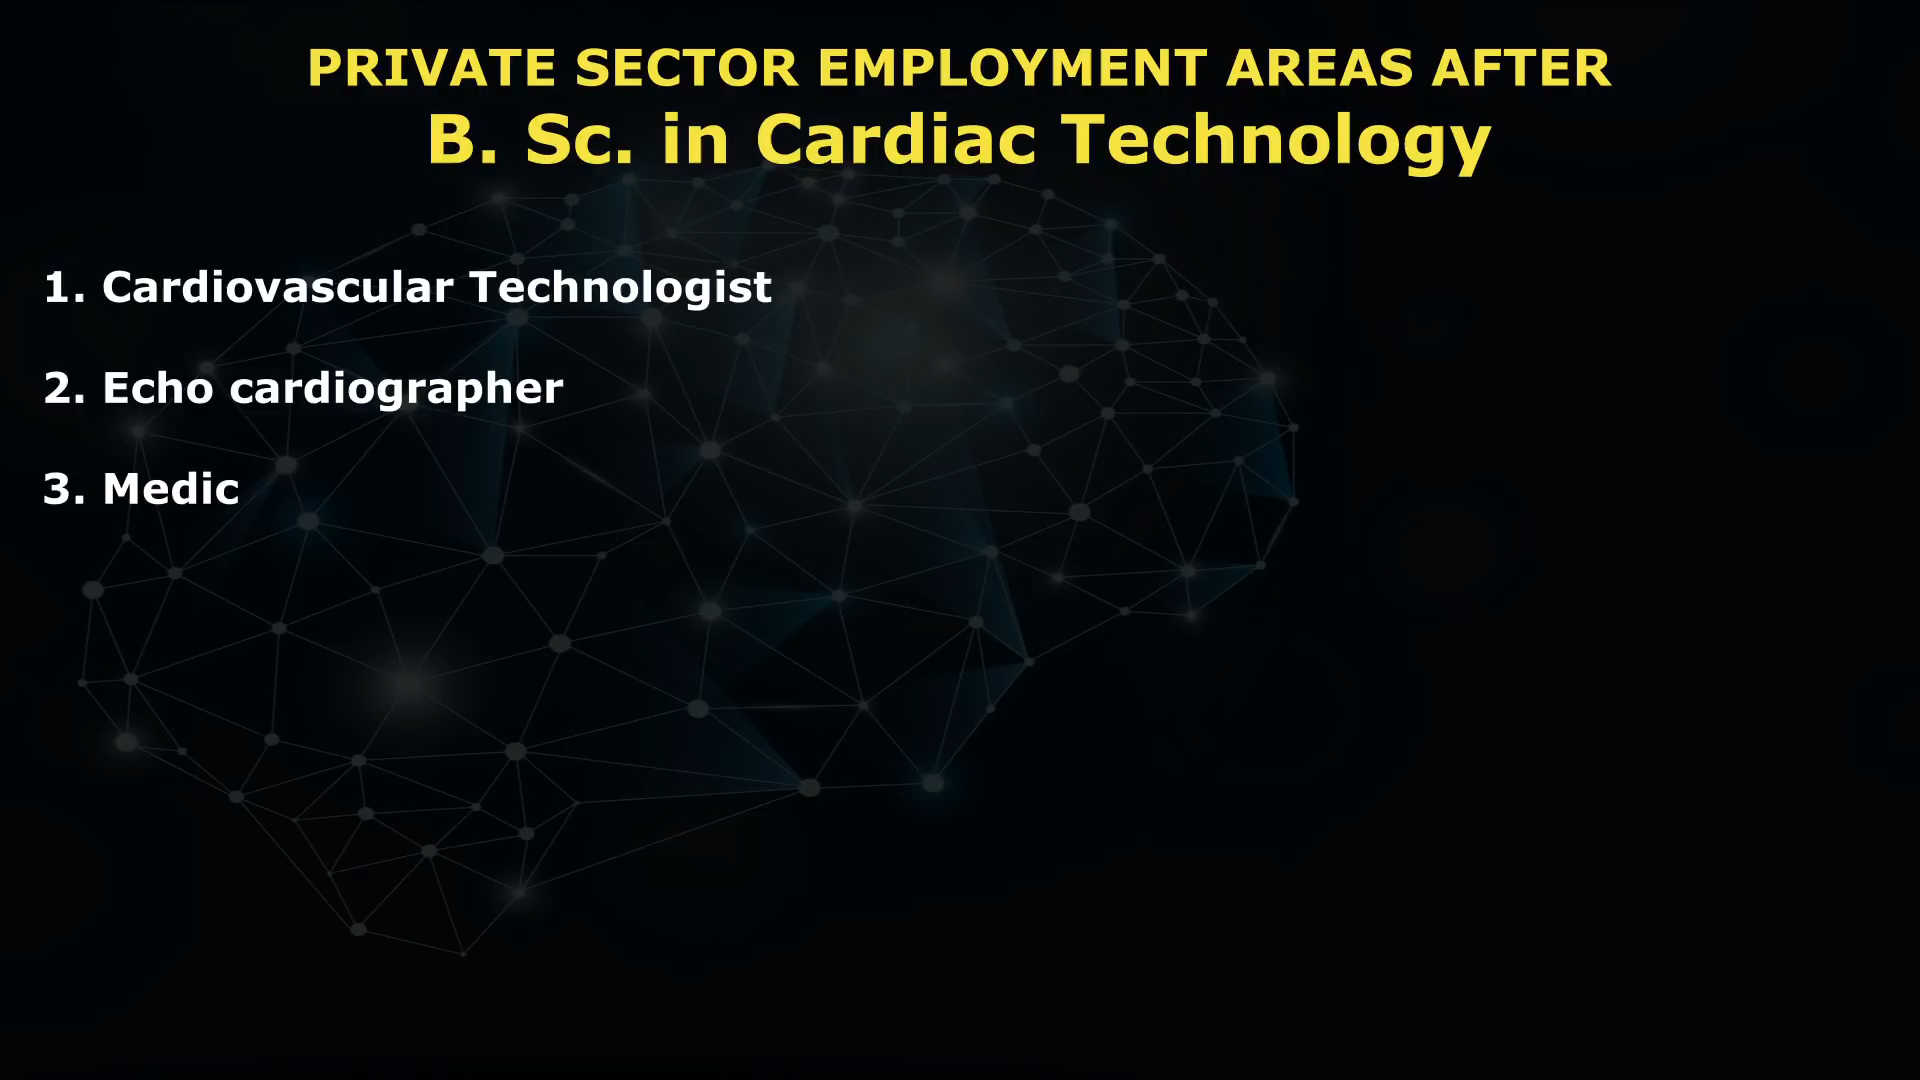 PRIVATE SECTOR EMPLOYMENT AREAS AFTER
B. Sc. in Cardiac Technology
1. Cardiovascular Technologist
2. Echo cardiographer
3. Medic